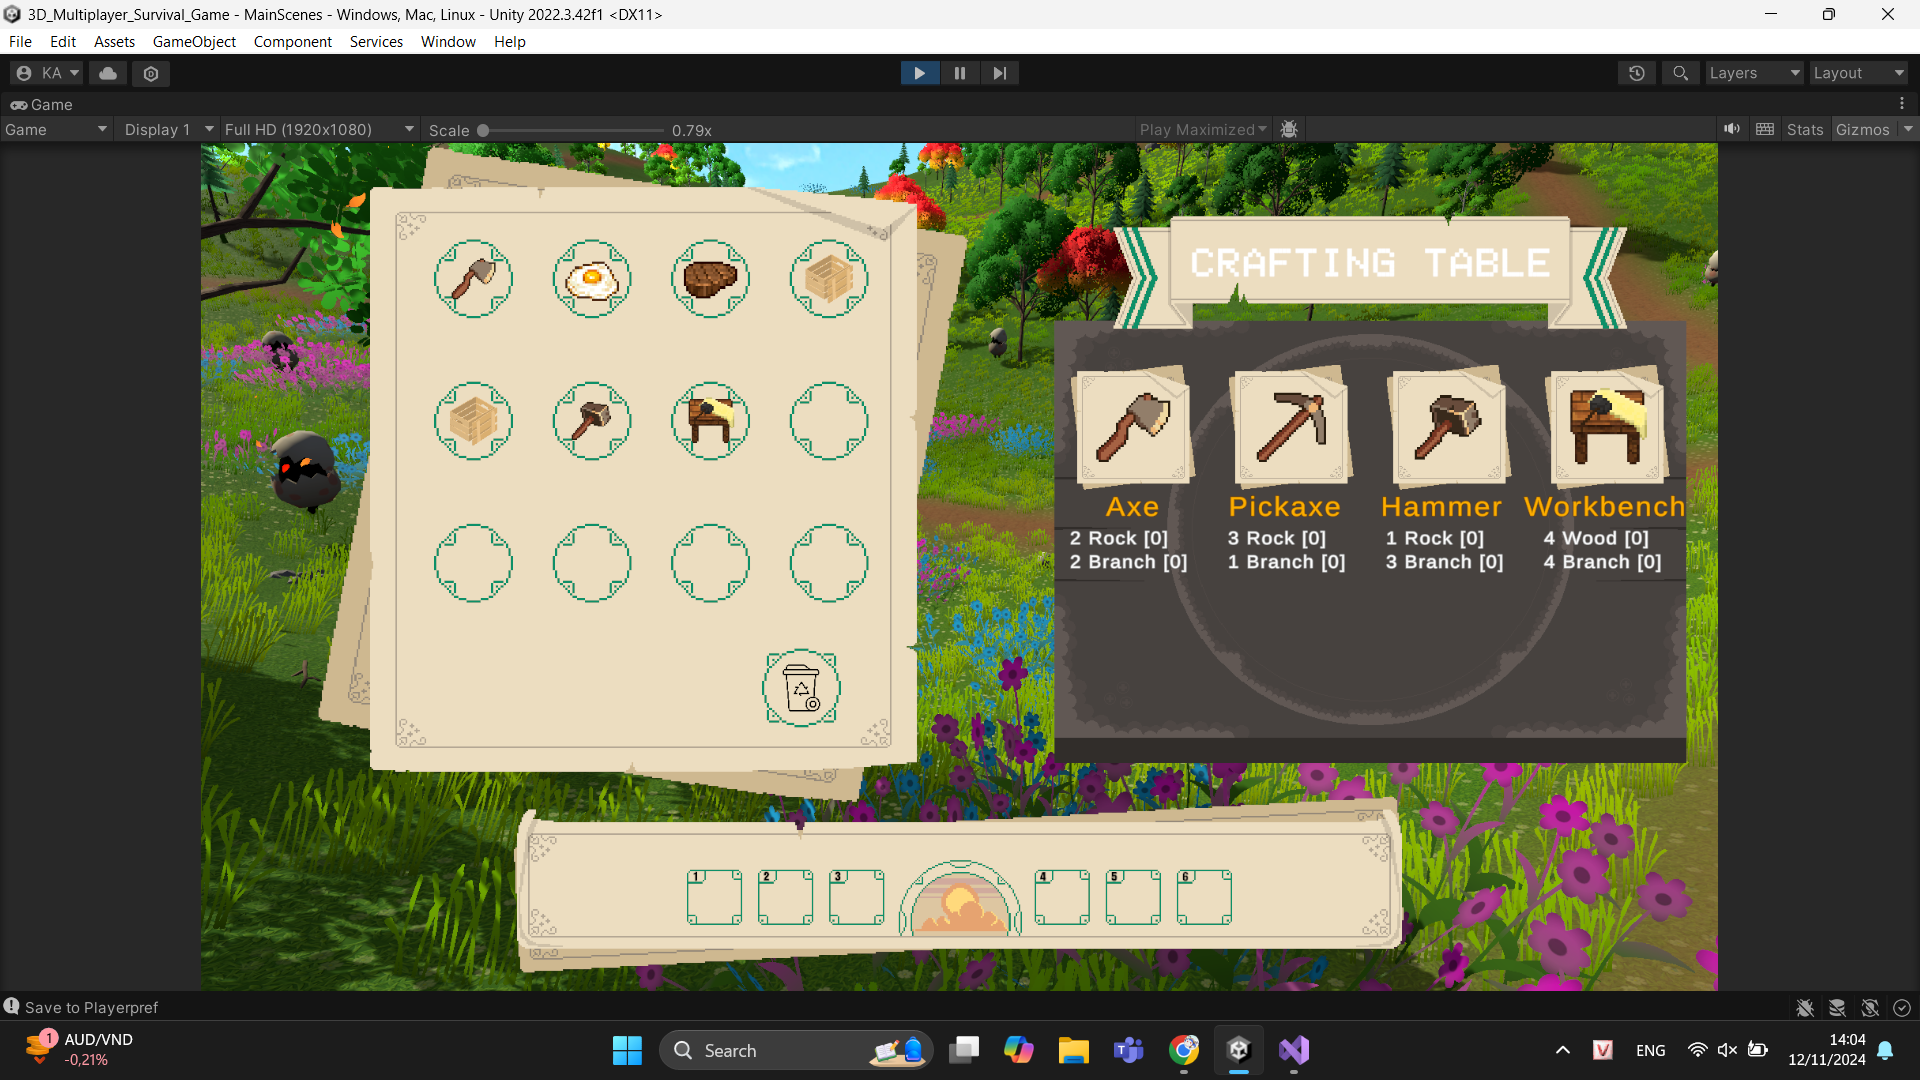 3D_Multiplayer_Survival_Game - MainScenes - Windows, Mac, Linux - Unity 2022.3.42f1 <DX11>
File Edit Assets GameObject Component Services Window Help
KA Layers Layout
Game
Game Display 1 Full HD (1920x1080) Scale 0.79x Play Maximized Stats Gizmos
CRAFTING TABLE
Axe Pickaxe Hammer Workbench
2 Rock [0] 3 Rock [0] 1 Rock [0] 4 Wood [0]
2 Branch [0] 1 Branch [0] 3 Branch [0] 4 Branch [0]
1 2 3 4 5 6
Save to Playerpref
1 AUD/VND
-0,21%
Search
ENG
14:04
12/11/2024